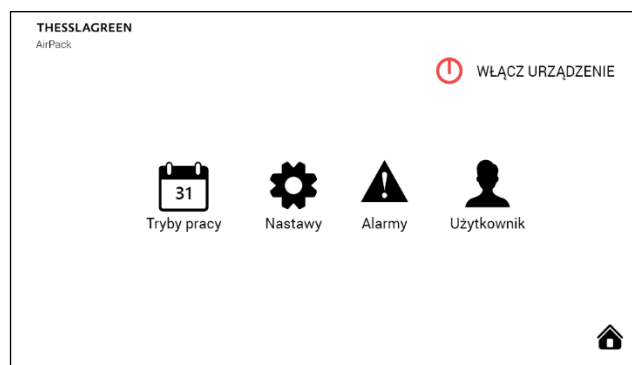 THESSLAGREEN
AirPack
WŁĄCZ URZĄDZENIE
31
Tryby pracy
Nastawy
Alarmy
Użytkownik